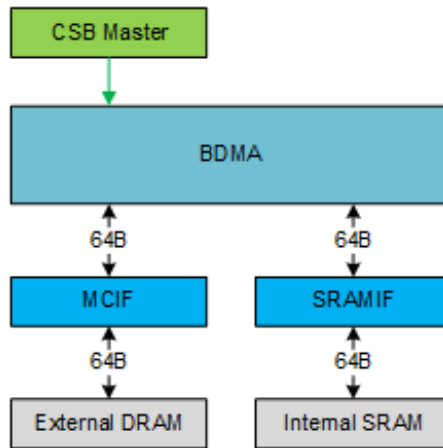 CSB Master
BDMA
64B 64B
MCIF SRAMIF
64B 64B
External DRAM Internal SRAM